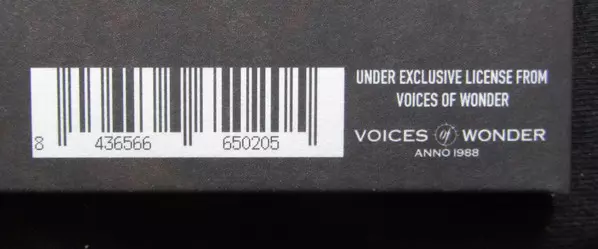 UNDER EXCLUSIVE LICENSE FROM
VOICES OF WONDER
8 436566 650205
VOICES of WONDER
ANNO 1988